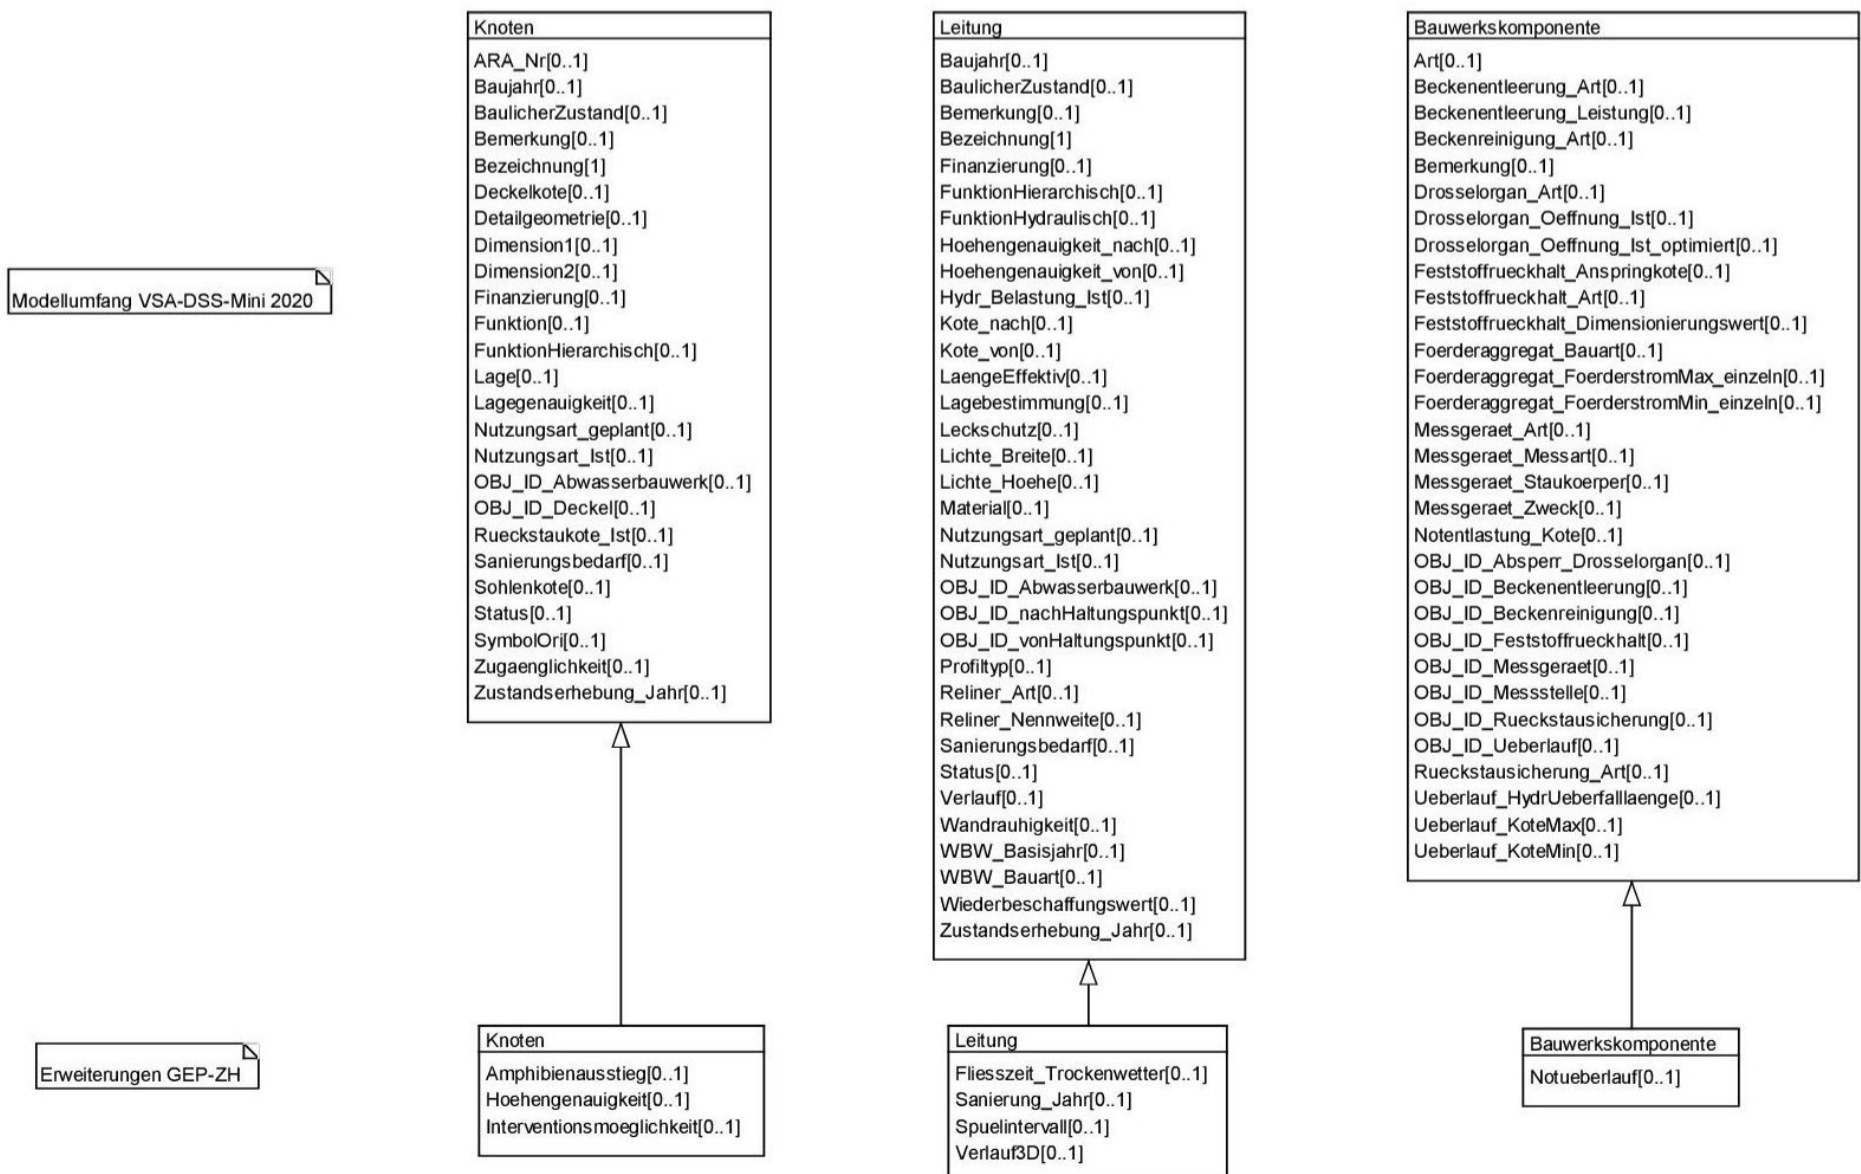 Modellumfang VSA-DSS-Mini 2020
Knoten
ARA_Nr[0..1]
Baujahr[0..1]
BaulicherZustand[0..1]
Bemerkung[0..1]
Bezeichnung[1]
Deckelkote[0..1]
Detailgeometrie[0..1]
Dimension1[0..1]
Dimension2[0..1]
Finanzierung[0..1]
Funktion[0..1]
FunktionHierarchisch[0..1]
Lage[0..1]
Lagegenauigkeit[0..1]
Nutzungsart_geplant[0..1]
Nutzungsart_Ist[0..1]
OBJ_ID_Abwasserbauwerk[0..1]
OBJ_ID_Deckel[0..1]
Rueckstaukote_Ist[0..1]
Sanierungsbedarf[0..1]
Sohlenkote[0..1]
Status[0..1]
SymbolOri[0..1]
Zugaenglichkeit[0..1]
Zustandserhebung_Jahr[0..1]
Leitung
Baujahr[0..1]
BaulicherZustand[0..1]
Bemerkung[0..1]
Bezeichnung[1]
Finanzierung[0..1]
FunktionHierarchisch[0..1]
FunktionHydraulisch[0..1]
Hoehengenauigkeit_nach[0..1]
Hoehengenauigkeit_von[0..1]
Hydr_Belastung_Ist[0..1]
Kote_nach[0..1]
Kote_von[0..1]
LaengeEffektiv[0..1]
Lagebestimmung[0..1]
Leckschutz[0..1]
Lichte_Breite[0..1]
Lichte_Hoehe[0..1]
Material[0..1]
Nutzungsart_geplant[0..1]
Nutzungsart_Ist[0..1]
OBJ_ID_Abwasserbauwerk[0..1]
OBJ_ID_nachHaltungspunkt[0..1]
OBJ_ID_vonHaltungspunkt[0..1]
Profiltyp[0..1]
Reliner_Art[0..1]
Reliner_Nennweite[0..1]
Sanierungsbedarf[0..1]
Status[0..1]
Verlauf[0..1]
Wandrauhigkeit[0..1]
WBW_Basisjahr[0..1]
WBW_Bauart[0..1]
Wiederbeschaffungswert[0..1]
Zustandserhebung_Jahr[0..1]
Bauwerkskomponente
Art[0..1]
Beckenentleerung_Art[0..1]
Beckenentleerung_Leistung[0..1]
Beckenreinigung_Art[0..1]
Bemerkung[0..1]
Drosselorgan_Art[0..1]
Drosselorgan_Oeffnung_Ist[0..1]
Drosselorgan_Oeffnung_Ist_optimiert[0..1]
Feststoffrueckhalt_Anspringkote[0..1]
Feststoffrueckhalt_Art[0..1]
Feststoffrueckhalt_Dimensionierungswert[0..1]
Foerderaggregat_Bauart[0..1]
Foerderaggregat_FoerderstromMax_einzeln[0..1]
Foerderaggregat_FoerderstromMin_einzeln[0..1]
Messgeraet_Art[0..1]
Messgeraet_Messart[0..1]
Messgeraet_Staukoerper[0..1]
Messgeraet_Zweck[0..1]
Notentlastung_Kote[0..1]
OBJ_ID_Absperr_Drosselorgan[0..1]
OBJ_ID_Beckenentleerung[0..1]
OBJ_ID_Beckenreinigung[0..1]
OBJ_ID_Feststoffrueckhalt[0..1]
OBJ_ID_Messgeraet[0..1]
OBJ_ID_Messstelle[0..1]
OBJ_ID_Rueckstausicherung[0..1]
OBJ_ID_Ueberlauf[0..1]
Rueckstausicherung_Art[0..1]
Ueberlauf_HydrUeberfalllaenge[0..1]
Ueberlauf_KoteMax[0..1]
Ueberlauf_KoteMin[0..1]
Erweiterungen GEP-ZH
Knoten
Amphibienausstieg[0..1]
Hoehengenauigkeit[0..1]
Interventionsmoeglichkeit[0..1]
Leitung
Fliesszeit_Trockenwetter[0..1]
Sanierung_Jahr[0..1]
Spuelintervall[0..1]
Verlauf3D[0..1]
Bauwerkskomponente
Notueberlauf[0..1]